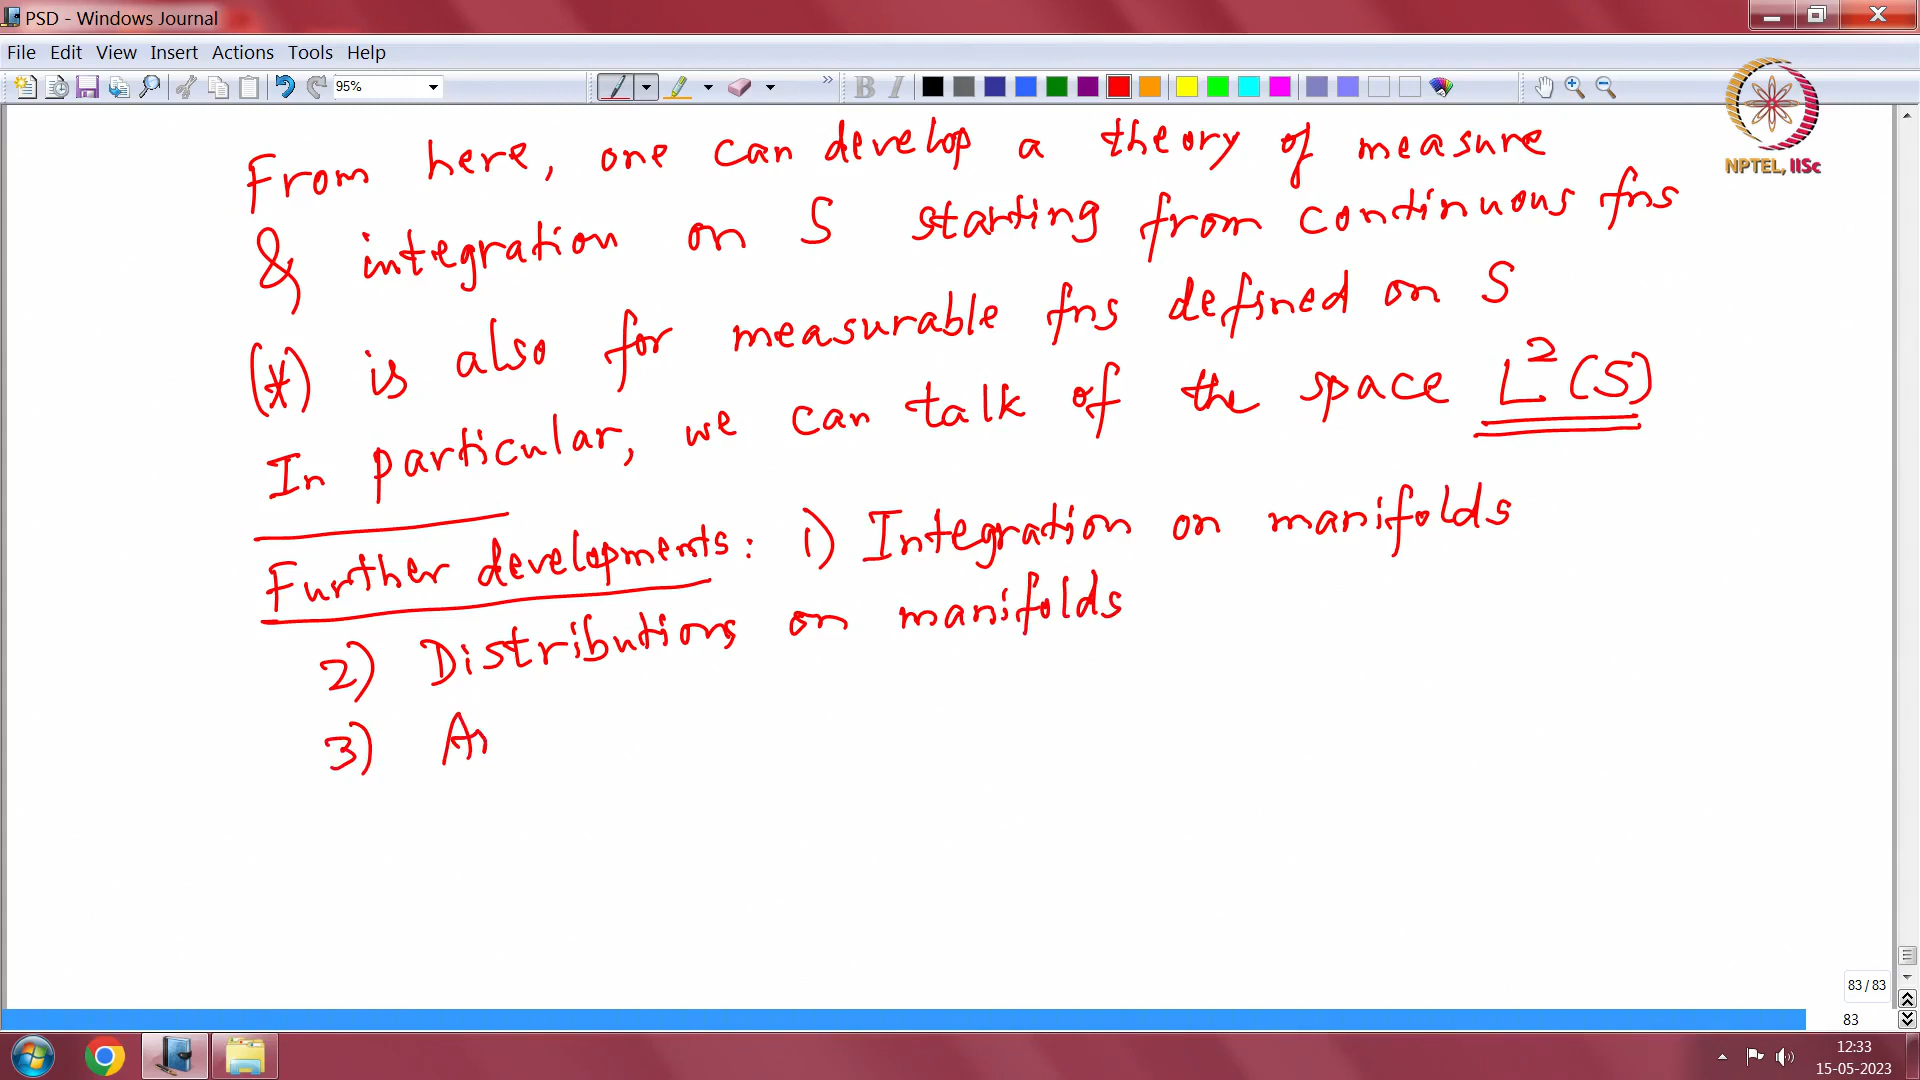 PSD - Windows Journal
File Edit View Insert Actions Tools Help
95%
NPTEL, IISc
From here, one can develop a theory of measure
& integration on S starting from continuous fns
(*) is also for measurable fns defined on S
In particular, we can talk of the space L²(S)
Further developments: 1) Integration on manifolds
2) Distributions on manifolds
3)
83 / 83
83
12:33
15-05-2023